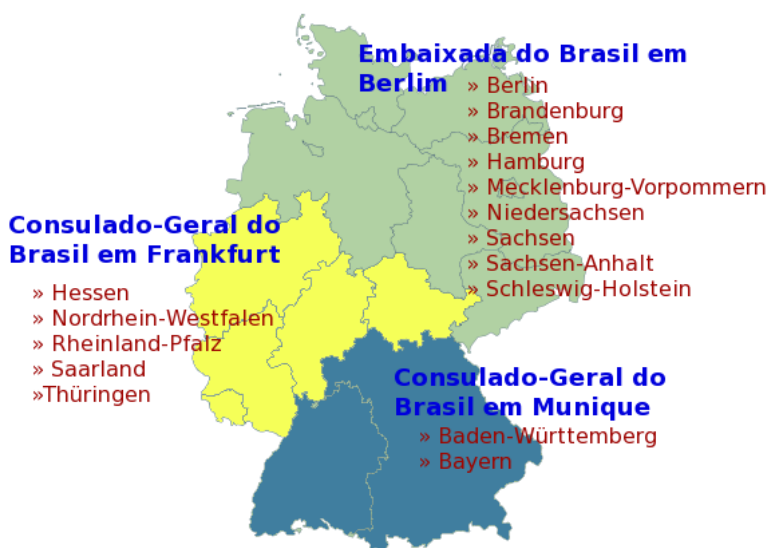 Embaixada do Brasil em
Berlim
» Berlin
» Brandenburg
» Bremen
» Hamburg
» Mecklenburg-Vorpommern
» Niedersachsen
» Sachsen
» Sachsen-Anhalt
» Schleswig-Holstein
Consulado-Geral do
Brasil em Frankfurt
» Hessen
» Nordrhein-Westfalen
» Rheinland-Pfalz
» Saarland
»Thüringen
Consulado-Geral do
Brasil em Munique
» Baden-Württemberg
» Bayern